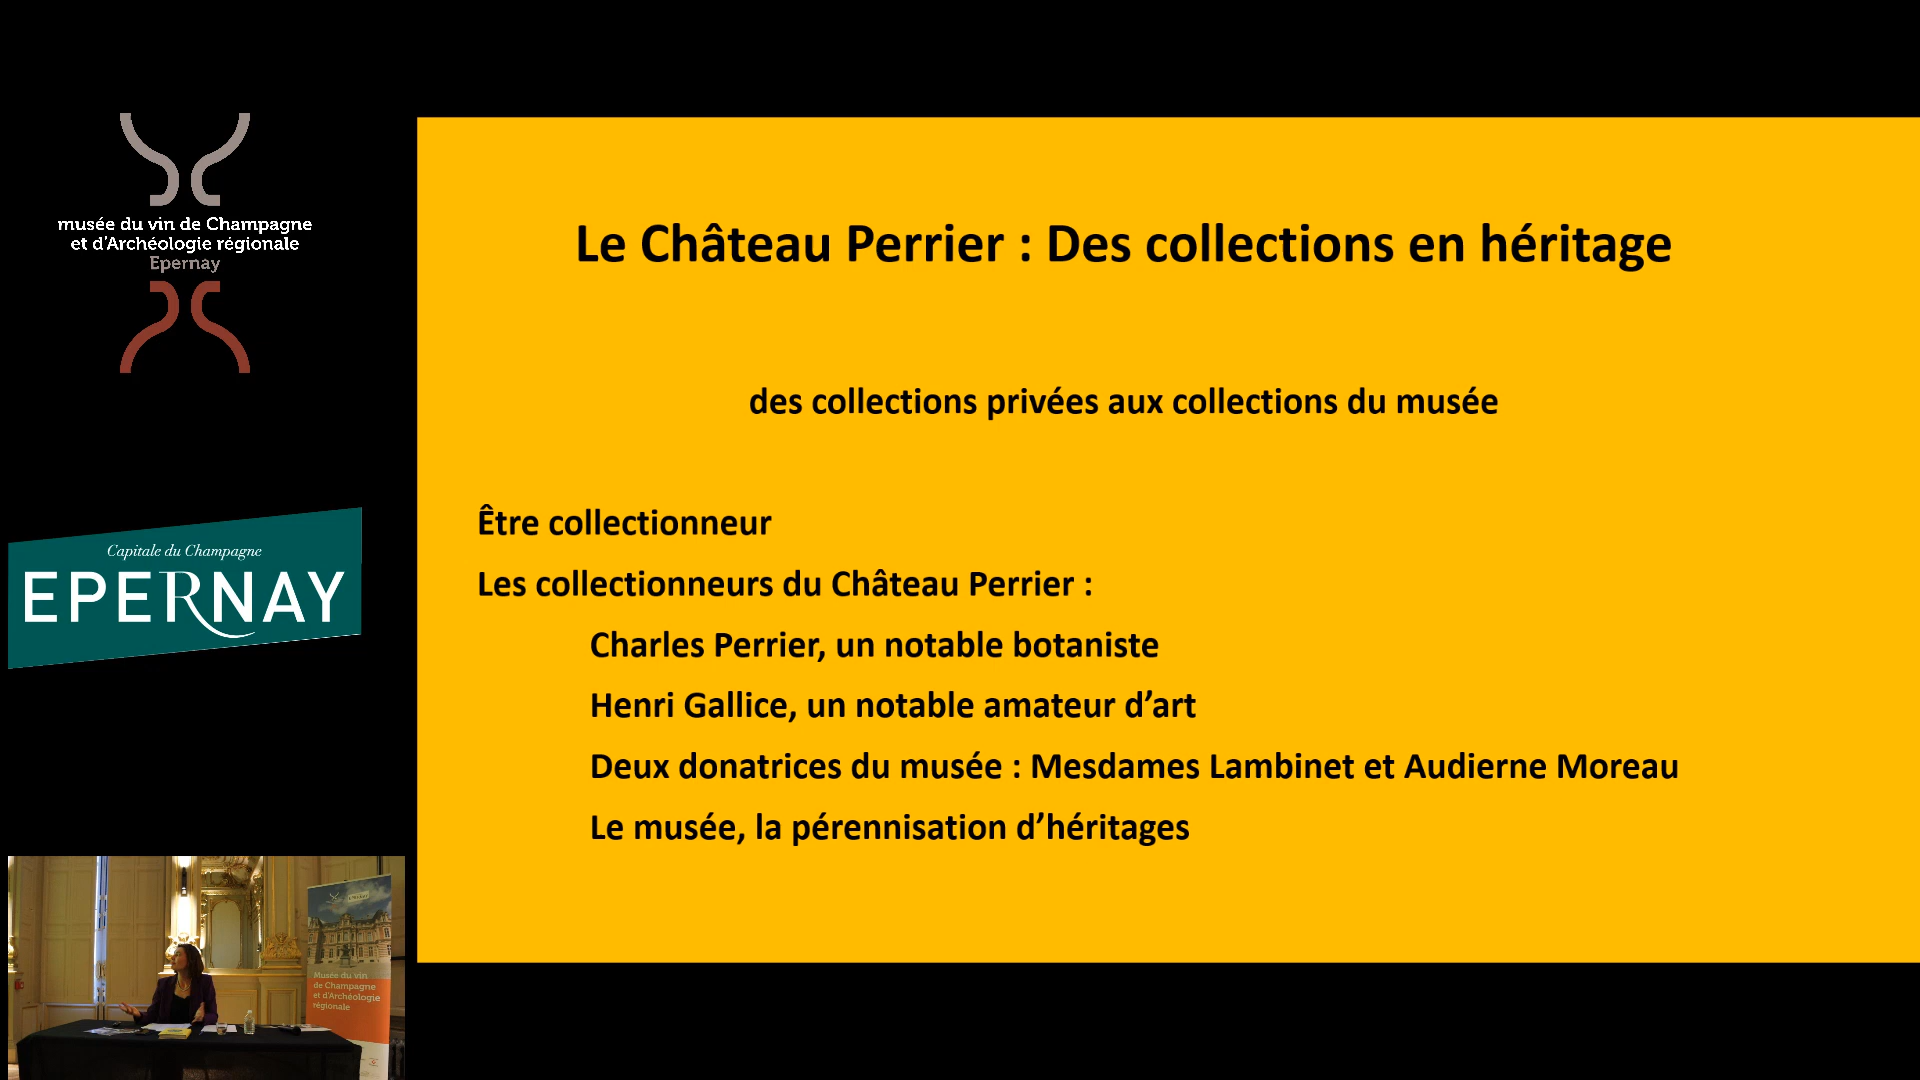 musée du vin de Champagne
et d'Archéologie régionale
Epernay
Capitale du Champagne
EPERNAY
Le Château Perrier : Des collections en héritage
des collections privées aux collections du musée
Être collectionneur
Les collectionneurs du Château Perrier :
Charles Perrier, un notable botaniste
Henri Gallice, un notable amateur d’art
Deux donatrices du musée : Mesdames Lambinet et Audierne Moreau
Le musée, la pérennisation d’héritages
Musée du vin
de Champagne
et d'Archéologie
régionale